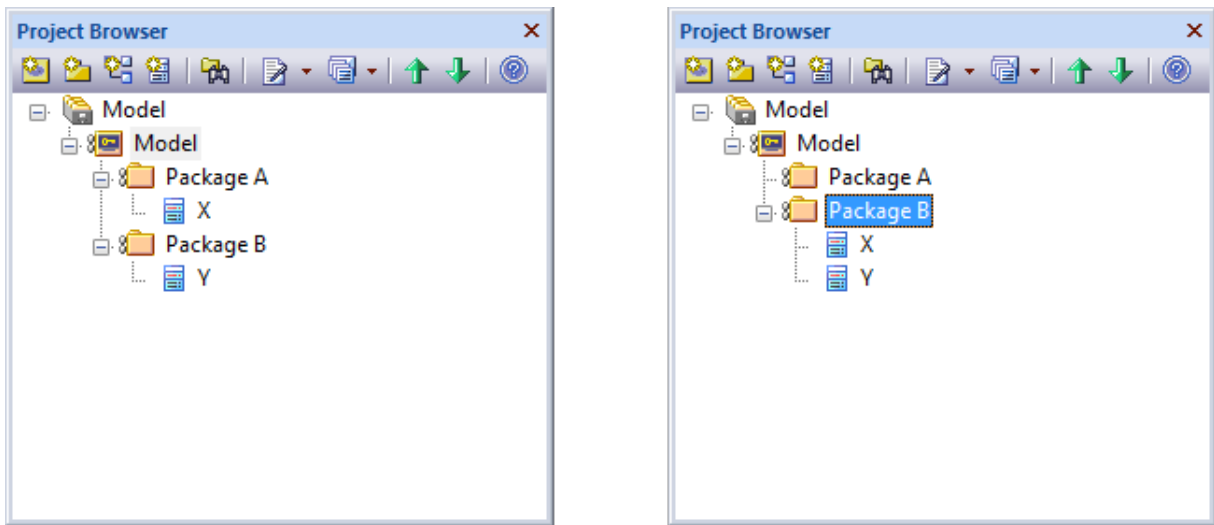 Project Browser
Model
Model
Package A
X
Package B
Y
Project Browser
Model
Model
Package A
Package B
X
Y